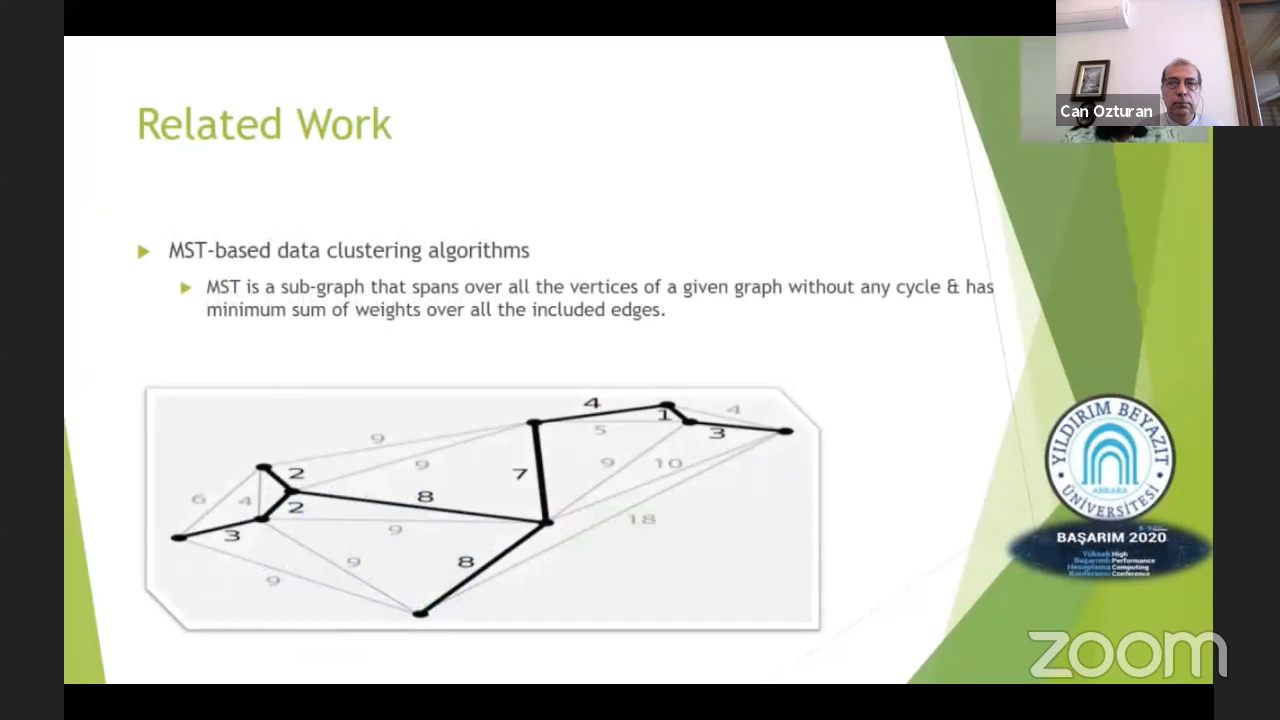 Can Ozturan
Related Work
MST-based data clustering algorithms
MST is a sub-graph that spans over all the vertices of a given graph without any cycle & has
minimum sum of weights over all the included edges.
4
1
4
9
5
3
9
7
9
10
2
6
4
2
8
18
9
3
9
8
9
YILDIRIM BEYAZIT
ANKARA
ÜNİVERSİTESİ
BAŞARIM 2020
Yüksek High
Başarımlı Performance
Hesaplama Computing
Konferansı Conference
zoom